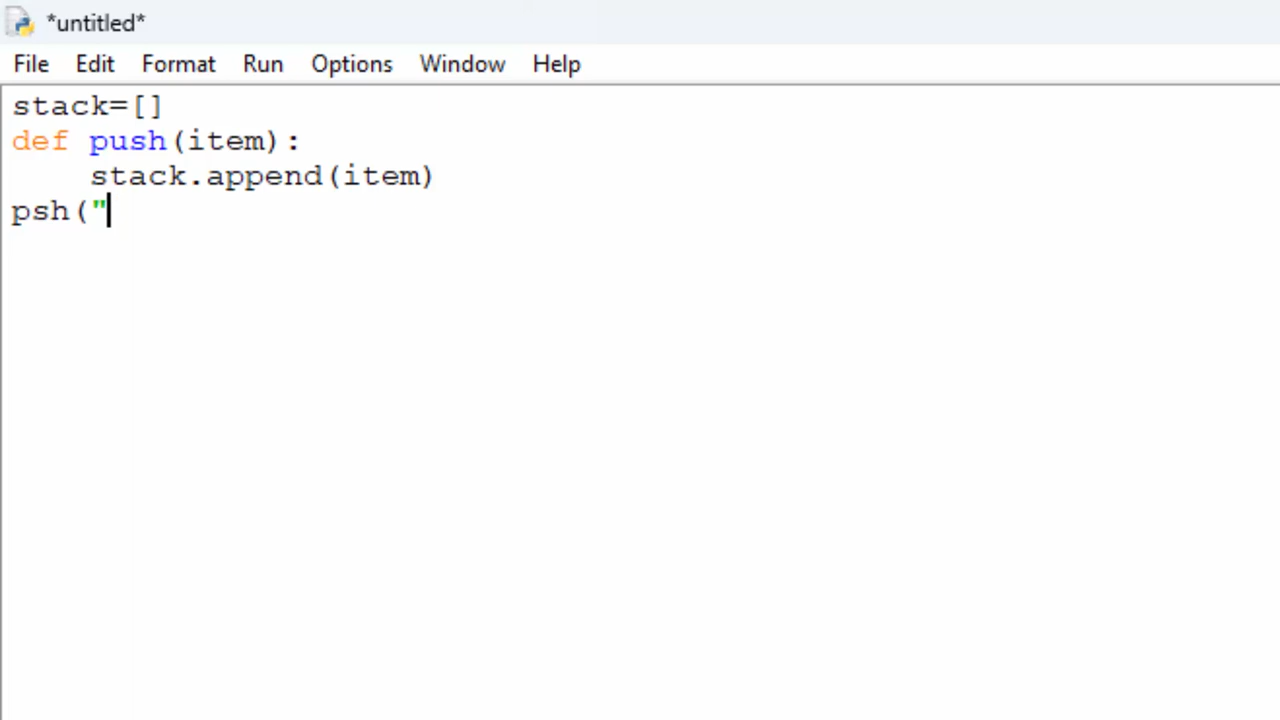 *untitled*
File Edit Format Run Options Window Help
stack=[]
def push(item):
    stack.append(item)
psh("